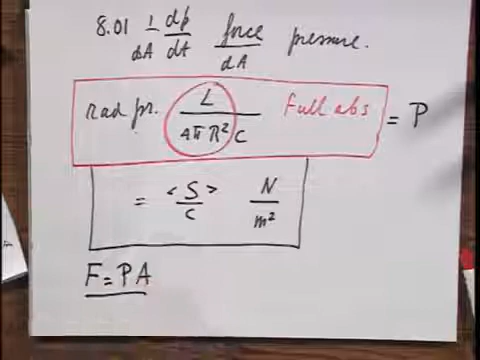 8.01 1/dA dp/dt force/dA pressure.
rad pr. L/4πR²c Full abs = P
= <S>/c N/m²
F = PA